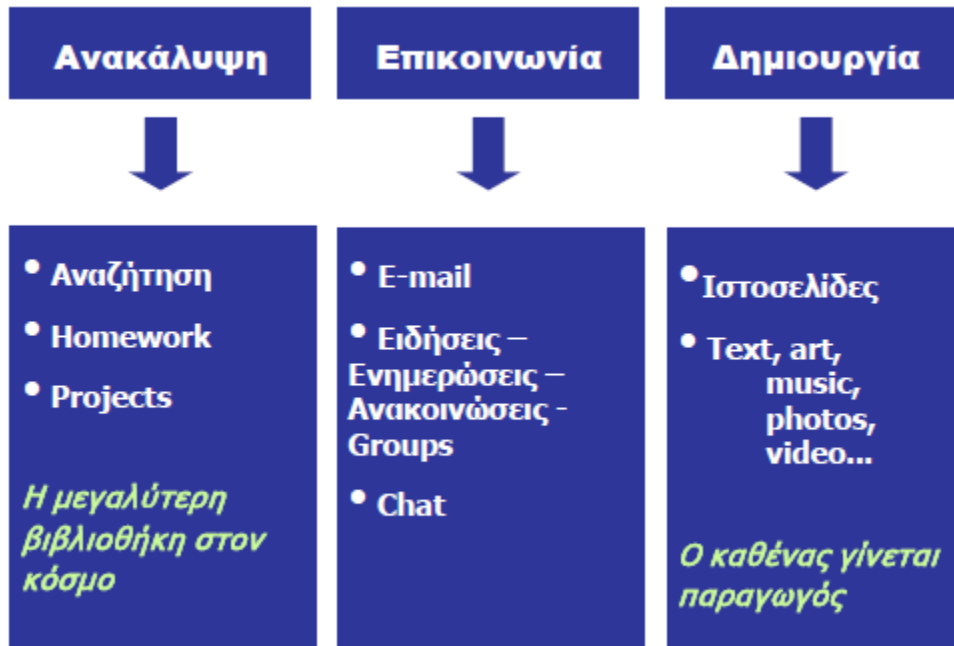 Ανακάλυψη
Επικοινωνία
Δημιουργία
• Αναζήτηση
• Homework
• Projects
Η μεγαλύτερη
βιβλιοθήκη στον
κόσμο
• E-mail
• Ειδήσεις –
Ενημερώσεις –
Ανακοινώσεις -
Groups
• Chat
•Ιστοσελίδες
• Text, art,
music,
photos,
video...
Ο καθένας γίνεται
παραγωγός